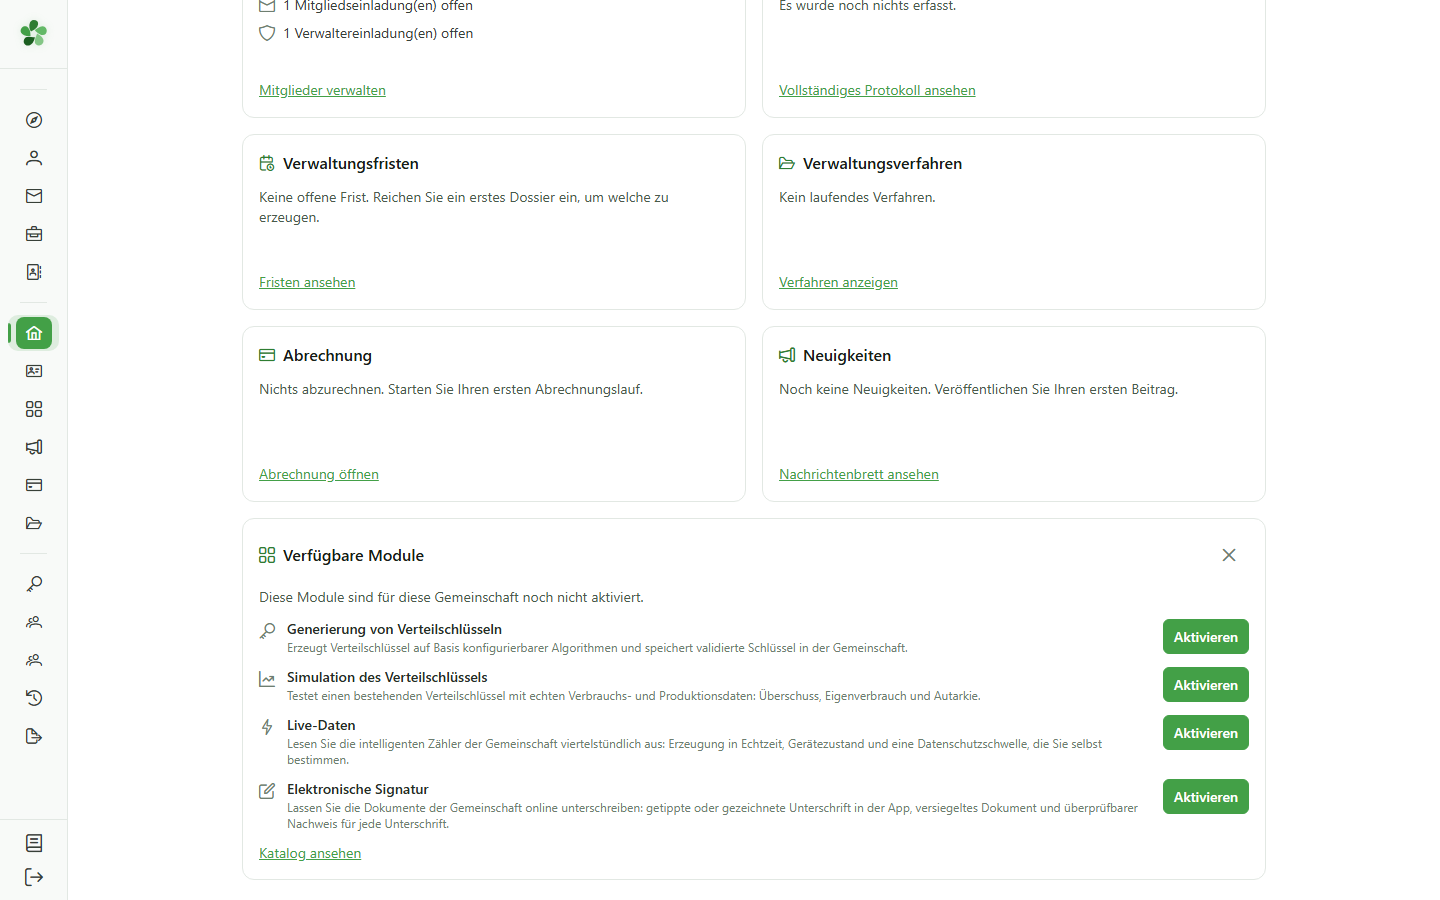 1 Mitgliedseinladung(en) offen
1 Verwaltereinladung(en) offen
Mitglieder verwalten
Es wurde noch nichts erfasst.
Vollständiges Protokoll ansehen
Verwaltungsfristen
Keine offene Frist. Reichen Sie ein erstes Dossier ein, um welche zu
erzeugen.
Fristen ansehen
Verwaltungsverfahren
Kein laufendes Verfahren.
Verfahren anzeigen
Abrechnung
Nichts abzurechnen. Starten Sie Ihren ersten Abrechnungslauf.
Abrechnung öffnen
Neuigkeiten
Noch keine Neuigkeiten. Veröffentlichen Sie Ihren ersten Beitrag.
Nachrichtenbrett ansehen
Verfügbare Module
Diese Module sind für diese Gemeinschaft noch nicht aktiviert.
Generierung von Verteilschlüsseln
Erzeugt Verteilschlüssel auf Basis konfigurierbarer Algorithmen und speichert validierte Schlüssel in der Gemeinschaft.
Aktivieren
Simulation des Verteilschlüssels
Testet einen bestehenden Verteilschlüssel mit echten Verbrauchs- und Produktionsdaten: Überschuss, Eigenverbrauch und Autarkie.
Aktivieren
Live-Daten
Lesen Sie die intelligenten Zähler der Gemeinschaft viertelstündlich aus: Erzeugung in Echtzeit, Gerätezustand und eine Datenschutzschwelle, die Sie selbst
bestimmen.
Aktivieren
Elektronische Signatur
Lassen Sie die Dokumente der Gemeinschaft online unterschreiben: getippte oder gezeichnete Unterschrift in der App, versiegeltes Dokument und überprüfbarer
Nachweis für jede Unterschrift.
Aktivieren
Katalog ansehen